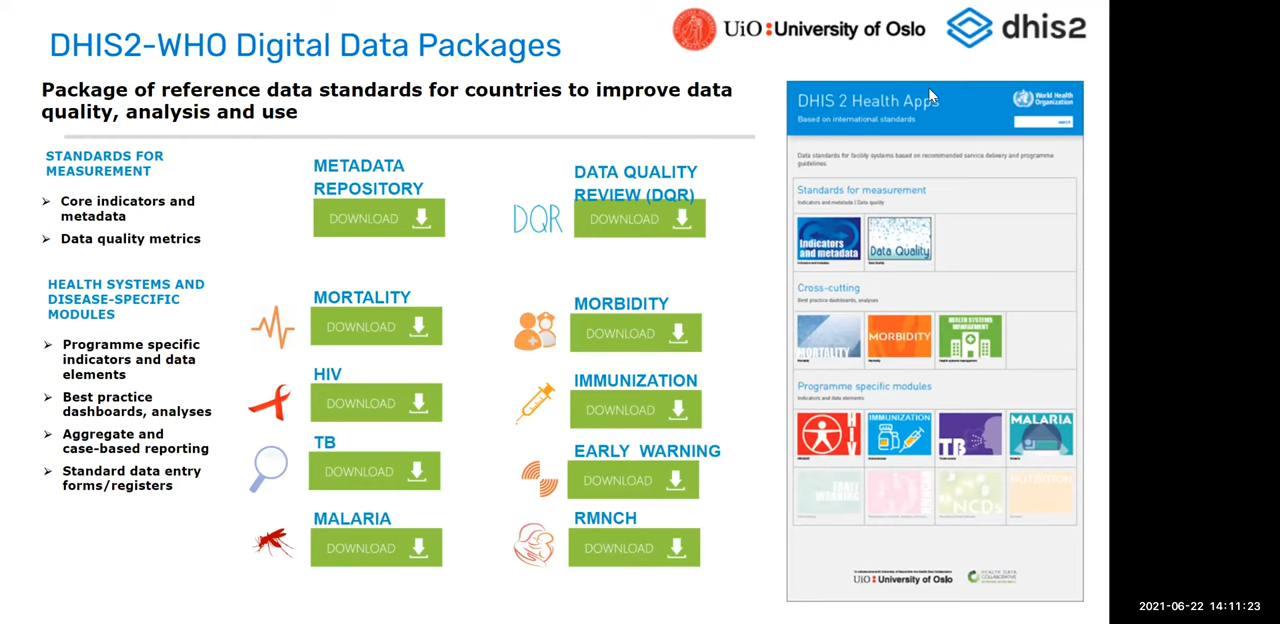 DHIS2-WHO Digital Data Packages
UiO:University of Oslo
dhis2
Package of reference data standards for countries to improve data
quality, analysis and use
STANDARDS FOR
MEASUREMENT
Core indicators and
metadata
Data quality metrics
HEALTH SYSTEMS AND
DISEASE-SPECIFIC
MODULES
Programme specific
indicators and data
elements
Best practice
dashboards, analyses
Aggregate and
case-based reporting
Standard data entry
forms/registers
METADATA
REPOSITORY
DOWNLOAD
DATA QUALITY
REVIEW (DQR)
DQR
DOWNLOAD
MORTALITY
DOWNLOAD
MORBIDITY
DOWNLOAD
HIV
DOWNLOAD
IMMUNIZATION
DOWNLOAD
TB
DOWNLOAD
EARLY WARNING
DOWNLOAD
MALARIA
DOWNLOAD
RMNCH
DOWNLOAD
DHIS 2 Health Apps
Based on international standards
World Health
Organization
Data standards for facility systems based on recommended service delivery and programme
guidelines.
Standards for measurement
Indicators and metadata | Data quality
Indicators
and metadata
Data Quality
Cross-cutting
Best practice dashboards, analyses
MORTALITY
MORBIDITY
HEALTH SYSTEMS
MANAGEMENT
Programme specific modules
Indicators and data elements
HIV
IMMUNIZATION
TB
MALARIA
EARLY
WARNING
RMNCH
NCDs
NUTRITION
UiO:University of Oslo
HEALTH DATA
COLLABORATIVE
2021-06-22 14:11:23